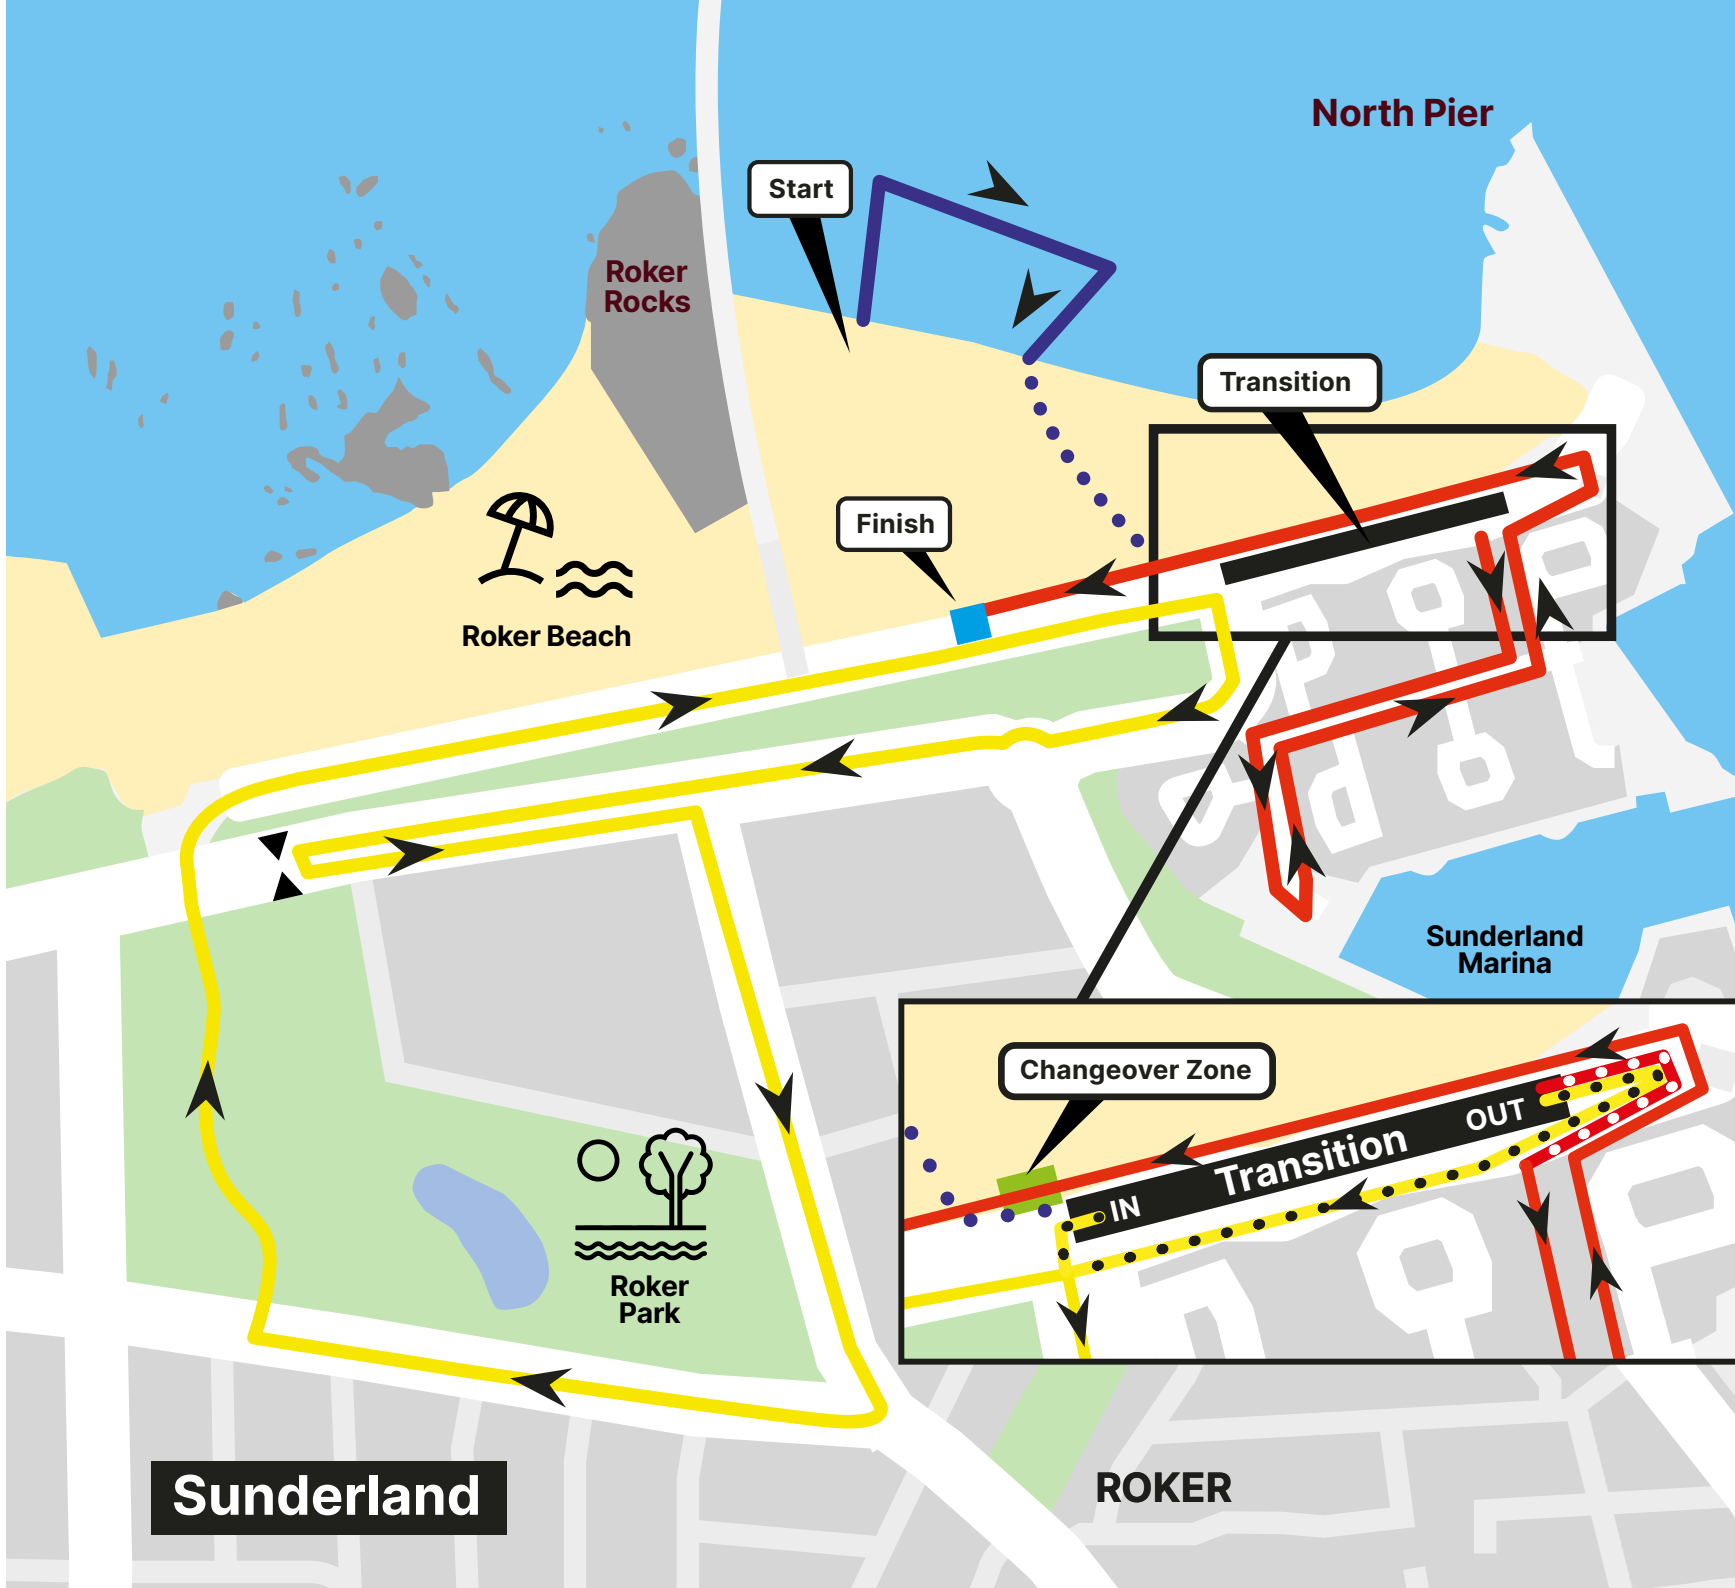 North Pier
Start
Roker
Rocks
Transition
Finish
Roker Beach
Sunderland
Marina
Changeover Zone
OUT
Transition
IN
Roker
Park
Sunderland
ROKER